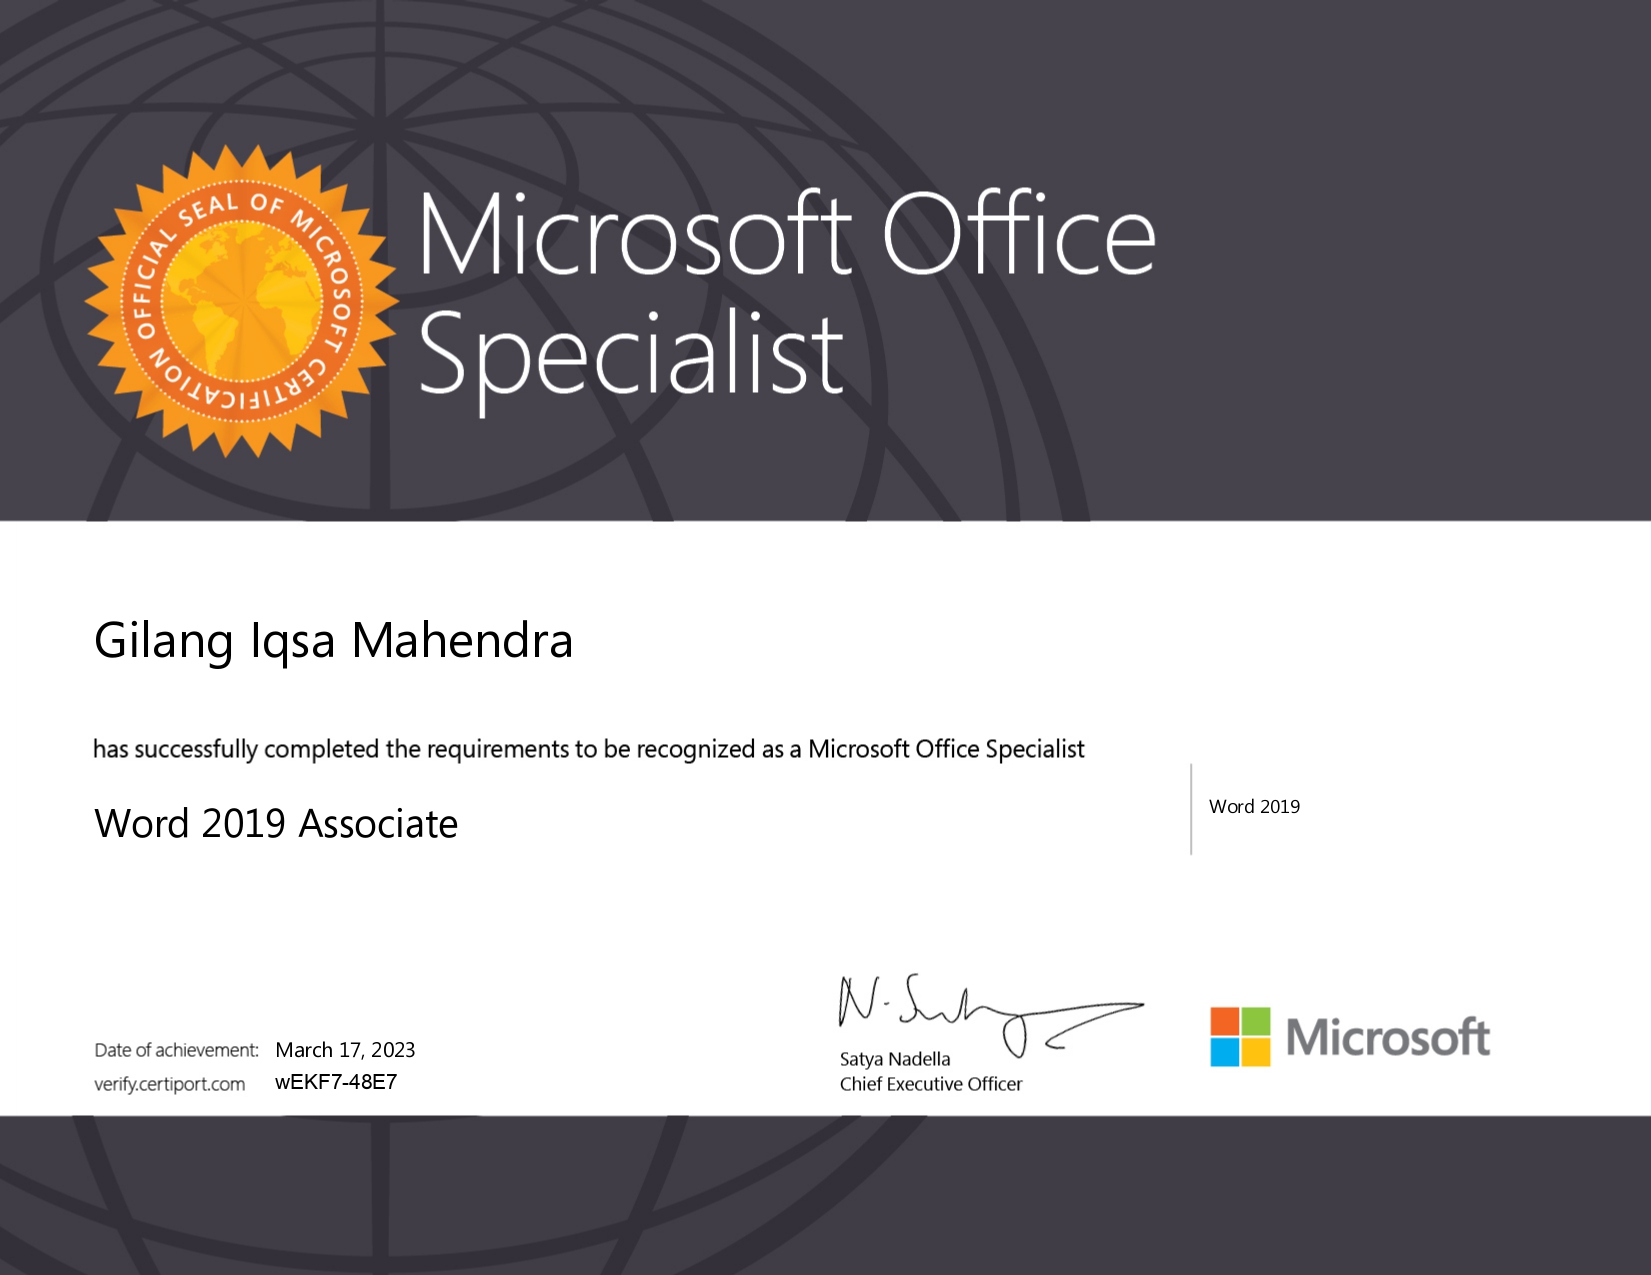 OFFICIAL SEAL OF MICROSOFT CERTIFICATION
Microsoft Office
Specialist
Gilang Iqsa Mahendra
has successfully completed the requirements to be recognized as a Microsoft Office Specialist
Word 2019 Associate
Word 2019
Date of achievement: March 17, 2023
verify.certiport.com wEKF7-48E7
N. Satya
Satya Nadella
Chief Executive Officer
Microsoft